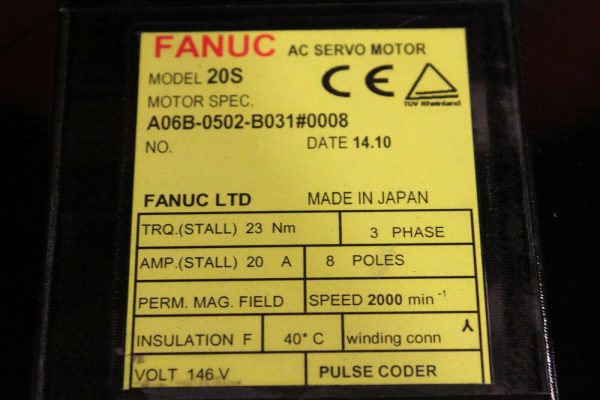 FANUC AC SERVO MOTOR
MODEL 20S
MOTOR SPEC.
CE
TUV Rheinland
A06B-0502-B031#0008
NO. DATE 14.10
FANUC LTD MADE IN JAPAN
TRQ.(STALL) 23 Nm 3 PHASE
AMP.(STALL) 20 A 8 POLES
PERM. MAG. FIELD SPEED 2000 min⁻¹
INSULATION F 40* C winding conn
VOLT 146 V PULSE CODER